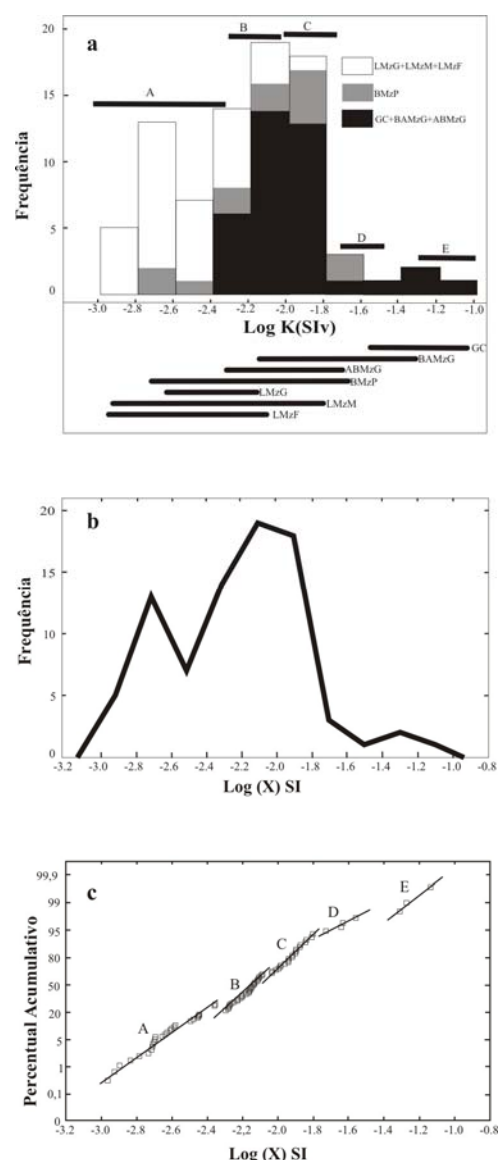 a
B
C
20
A
LMzG+LMzM+LMzF
15
BMzP
GC+BAMzG+ABMzG
Frequência
10
D
5
E
0
-3.0 -2.8 -2.6 -2.4 -2.2 -2.0 -1.8 -1.6 -1.4 -1.2 -1.0
Log K(SIv)
GC
BAMzG
ABMzG
BMzP
LMzG
LMzM
LMzF
b
20
15
Frequência
10
5
0
-3.2 -3.0 -2.8 -2.6 -2.4 -2.2 -2.0 -1.8 -1.6 -1.4 -1.2 -1.0 -0.8
Log (X) SI
c
99,9
E
99
D
95
C
80
50
B
20
A
5
1
0,1
0
Percentual Acumulativo
-3.2 -3.0 -2.8 -2.6 -2.4 -2.2 -2.0 -1.8 -1.6 -1.4 -1.2 -1.0 -0.8
Log (X) SI